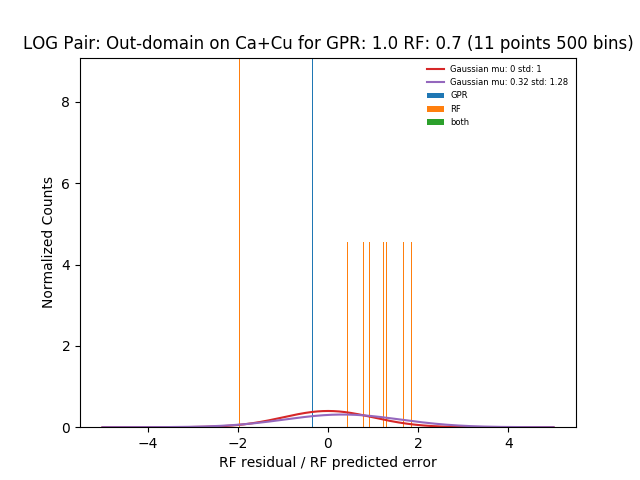 LOG Pair: Out-domain on Ca+Cu for GPR: 1.0 RF: 0.7 (11 points 500 bins)
Gaussian mu: 0 std: 1
Gaussian mu: 0.32 std: 1.28
GPR
RF
both
Normalized Counts
8
6
4
2
0
−4
−2
0
2
4
RF residual / RF predicted error